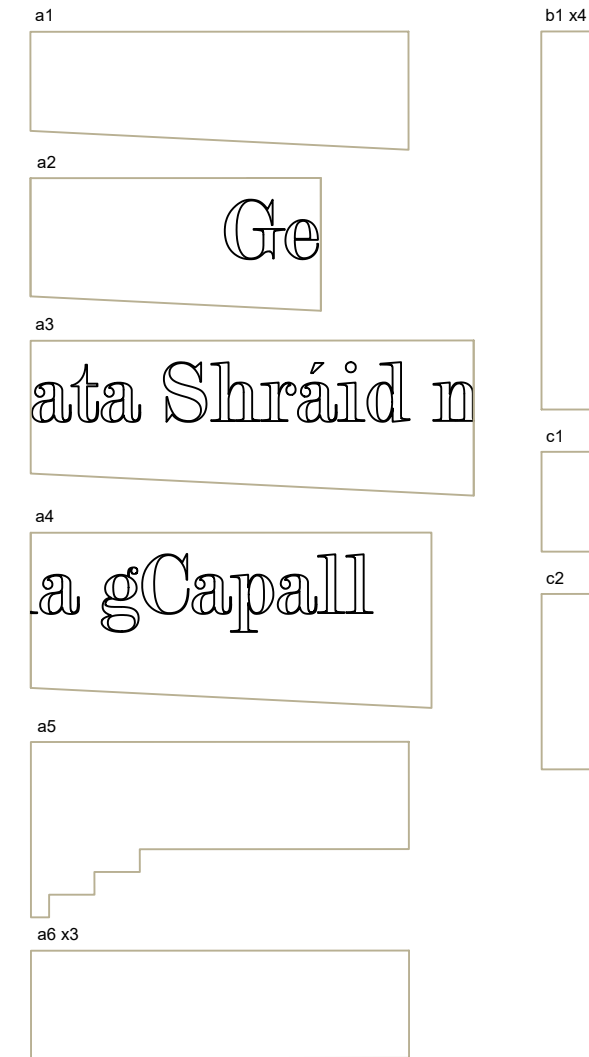 a1
b1 x4
a2
Ge
a3
ata Shráid n
a4
a gCapall
c1
c2
a5
a6 x3